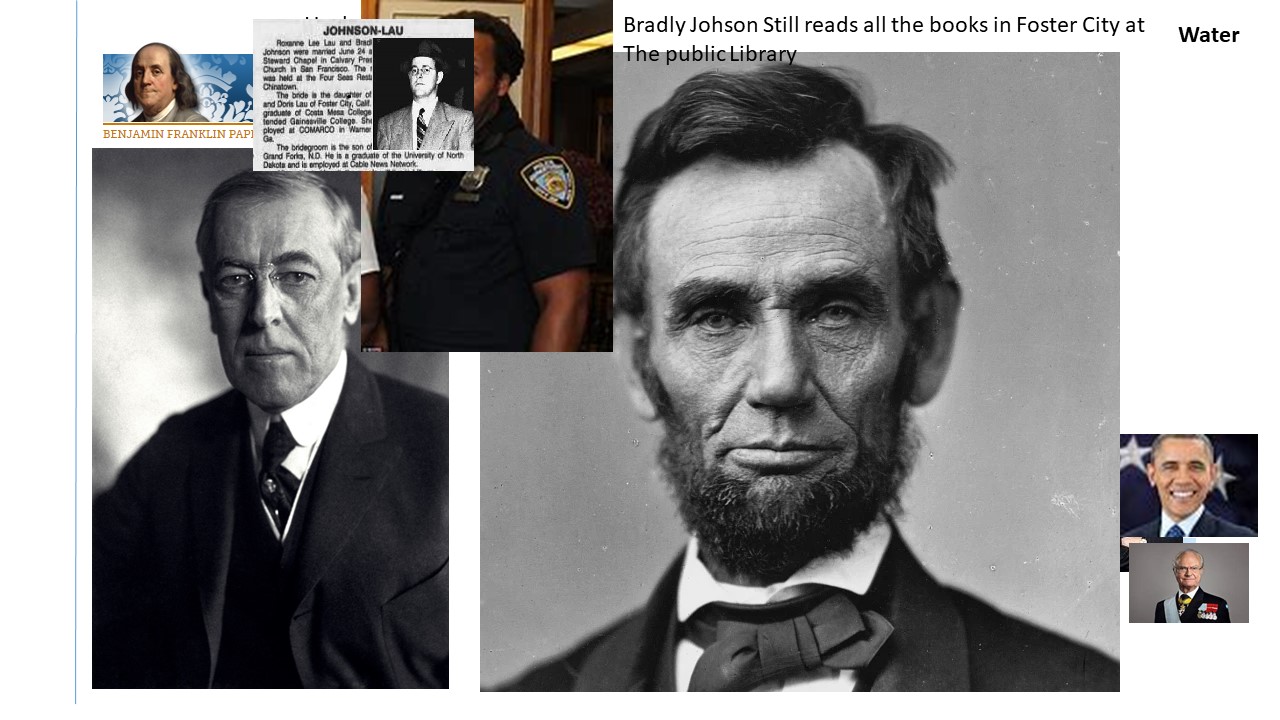 Bradly Johson Still reads all the books in Foster City at
The public Library
Water
BENJAMIN FRANKLIN PAP
JOHNSON-LAU
Roxanne Lee Lau and Brad
Johnson were married June 24 a
Steward Chapel in Calvary Pres
Church in San Francisco. The
was held at the Four Seas Rest
Chinatown.
The bride is the daughter of
and Doris Lau of Foster City, Calif.
graduate of Costa Mesa College
tended Gainesville College. She
ployed at COMARCO in Warner
Ga.
The bridegroom is the son of
Grand Forks, N.D. He is a graduate of the University of North
Dakota and is employed at Cable News Network.